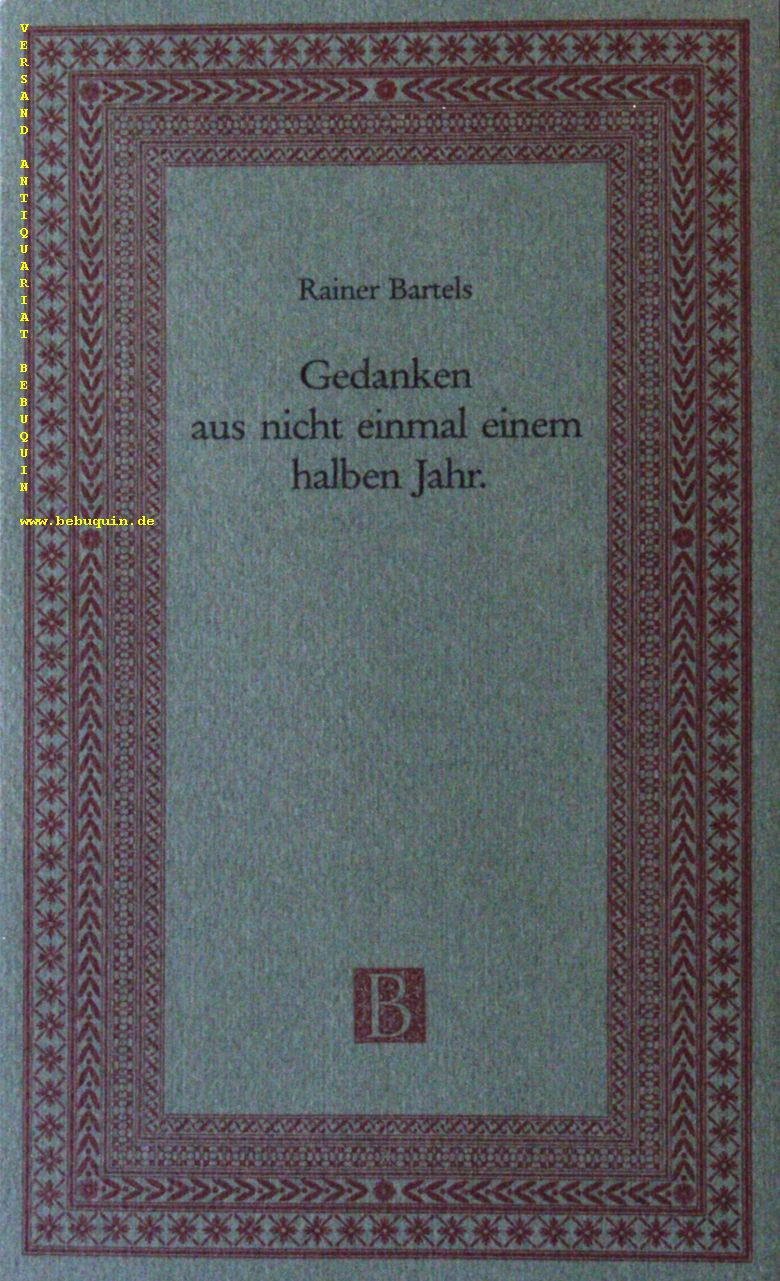 VERSAND ANTIQUARIAT BEBUQUIN
www.bebuquin.de
Rainer Bartels
Gedanken
aus nicht einmal einem
halben Jahr.
B